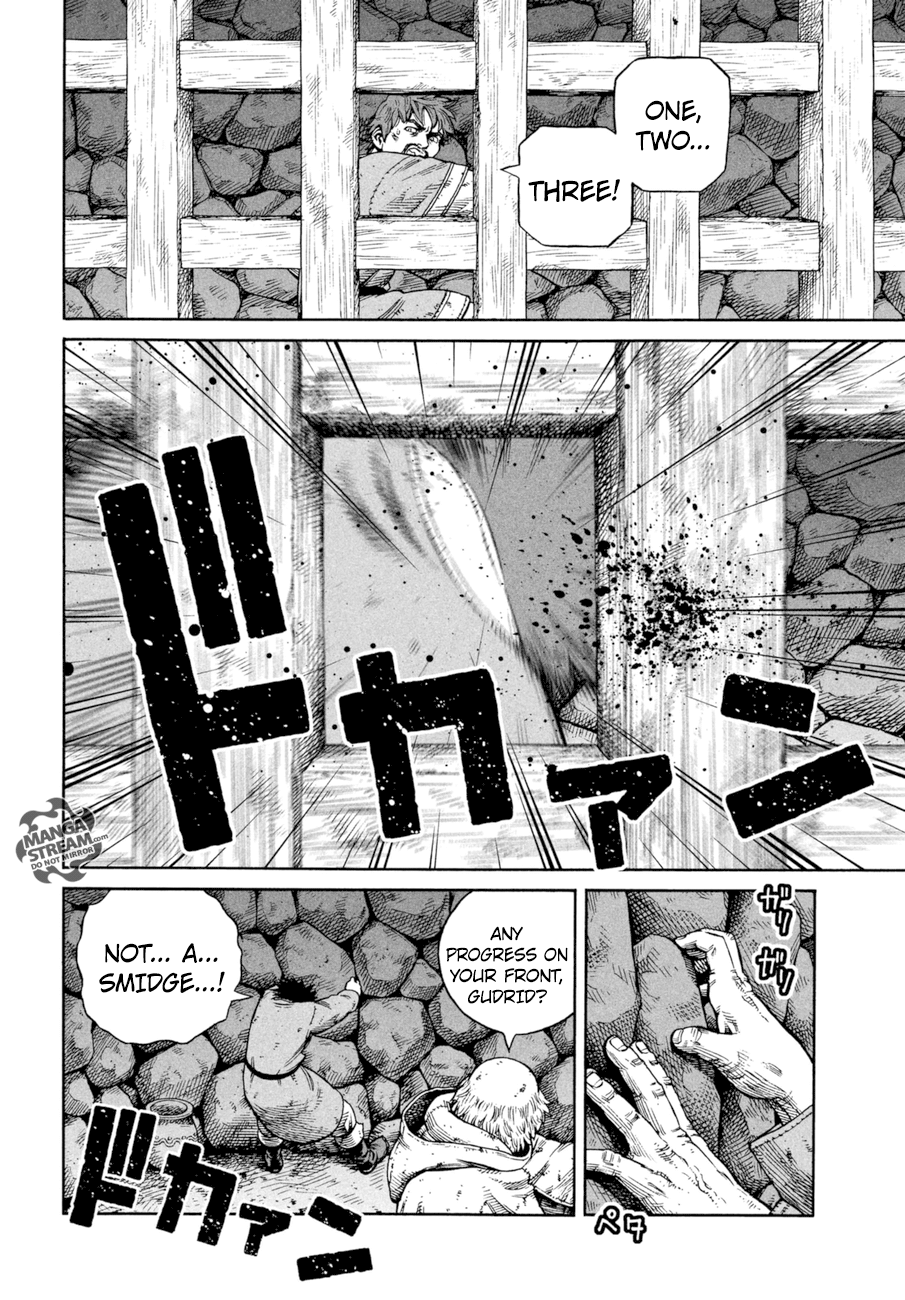 ONE,
TWO...
THREE!
ドカァン
MANGA
STREAM.com
DO NOT MIRROR
ガリ
ガリ
ペタ
ANY
PROGRESS ON
YOUR FRONT,
GUDRID?
NOT... A...
SMIDGE...!
ドカァン